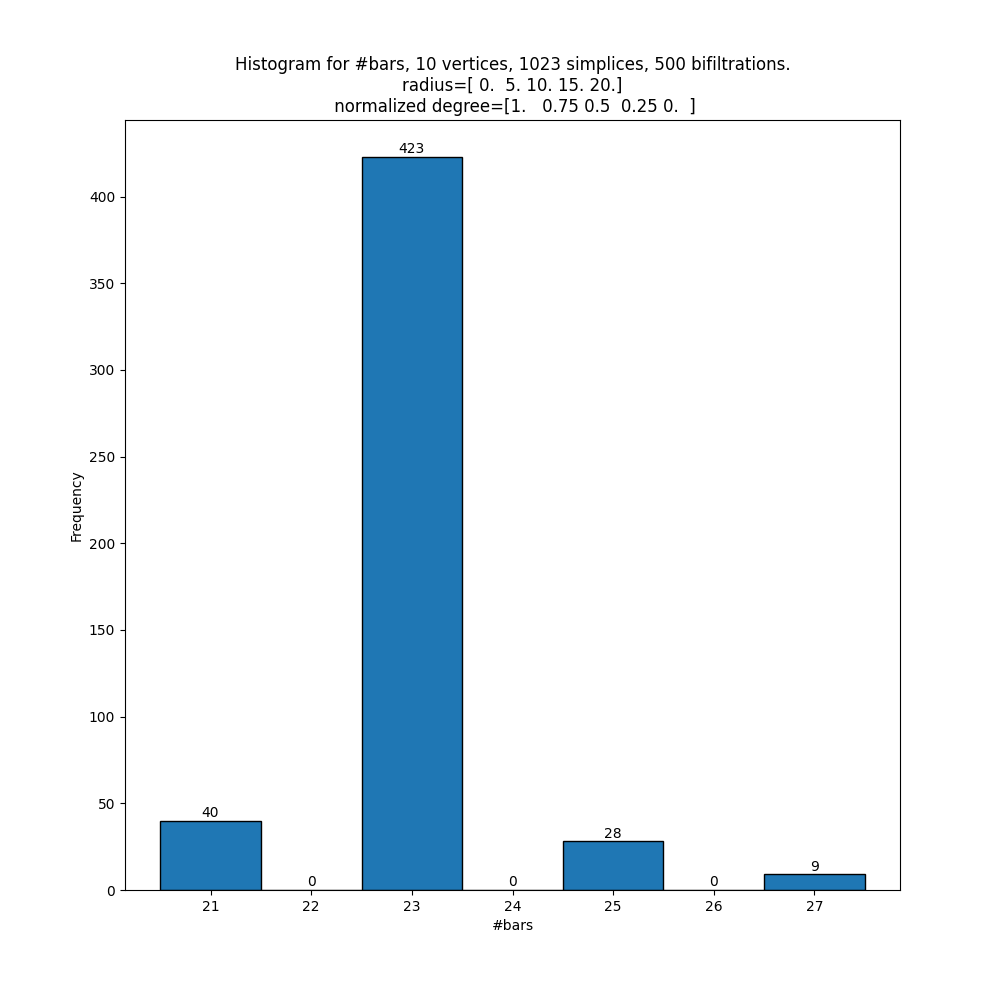 Histogram for #bars, 10 vertices, 1023 simplices, 500 bifiltrations.
radius=[ 0.  5. 10. 15. 20.]
normalized degree=[1.   0.75 0.5  0.25 0.  ]
423
400
350
300
250
200
150
100
50
0
Frequency
40
0
0
28
0
9
21 22 23 24 25 26 27
#bars